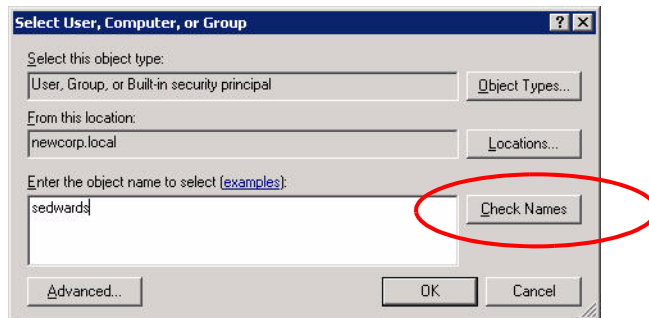 Select User, Computer, or Group
Select this object type:
User, Group, or Built-in security principal
Object Types...
From this location:
newcorp.local
Locations...
Enter the object name to select (examples):
sedwards
Check Names
Advanced...
OK
Cancel